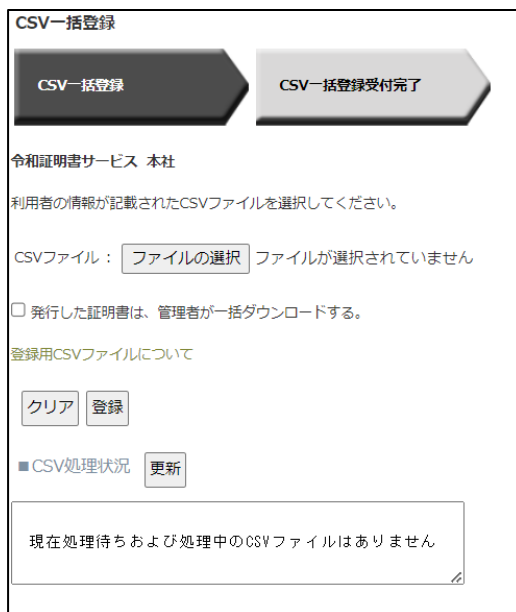 CSV一括登録
CSV一括登録
CSV一括登録受付完了
令和証明書サービス 本社
利用者の情報が記載されたCSVファイルを選択してください。
CSVファイル： ファイルの選択 ファイルが選択されていません
発行した証明書は、管理者が一括ダウンロードする。
登録用CSVファイルについて
クリア 登録
■CSV処理状況 更新
現在処理待ちおよび処理中のCSVファイルはありません